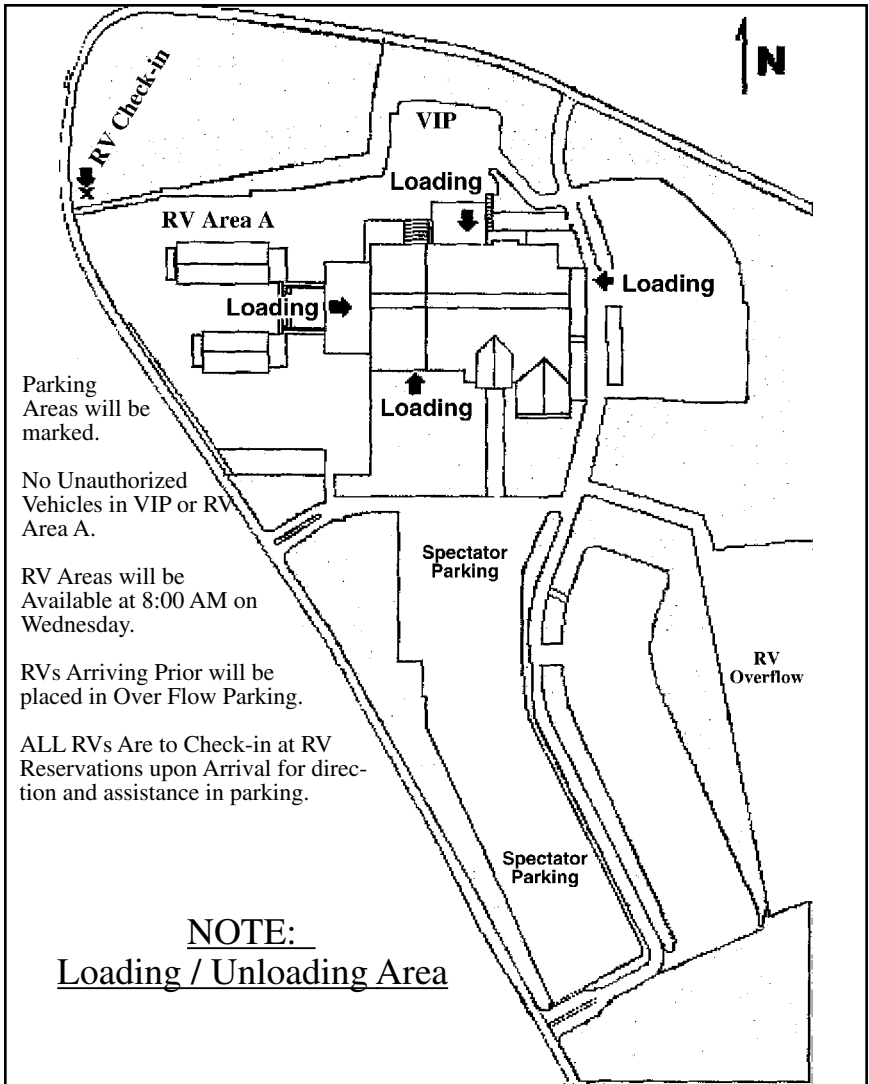 N
RV Check-in
VIP
Loading
RV Area A
Loading
Loading
Loading
Parking
Areas will be
marked.
No Unauthorized
Vehicles in VIP or RV
Area A.
RV Areas will be
Available at 8:00 AM on
Wednesday.
RVs Arriving Prior will be
placed in Over Flow Parking.
ALL RVs Are to Check-in at RV
Reservations upon Arrival for direc-
tion and assistance in parking.
Spectator
Parking
RV
Overflow
Spectator
Parking
NOTE:
Loading / Unloading Area